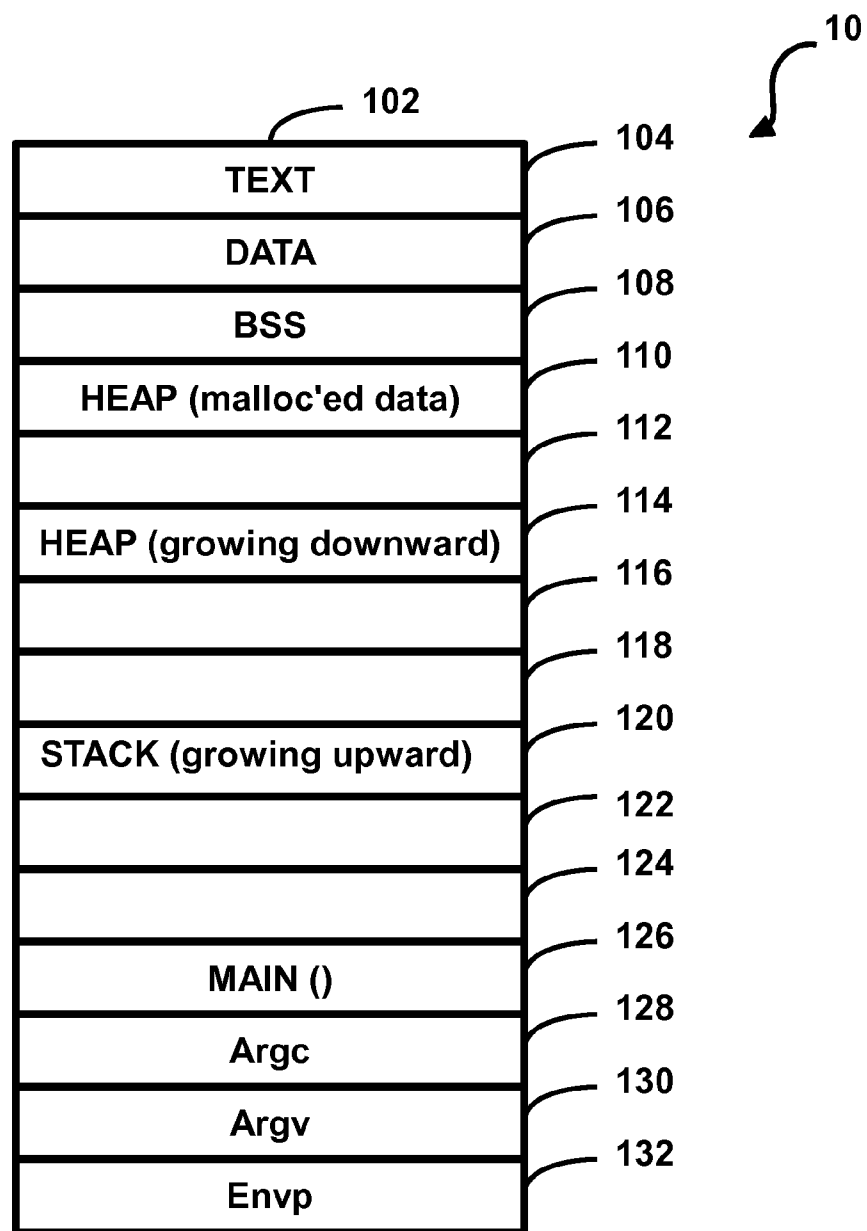 10
102
TEXT 104
DATA 106
BSS 108
HEAP (malloc'ed data) 110
112
HEAP (growing downward) 114
116
118
STACK (growing upward) 120
122
124
MAIN () 126
Argc 128
Argv 130
Envp 132